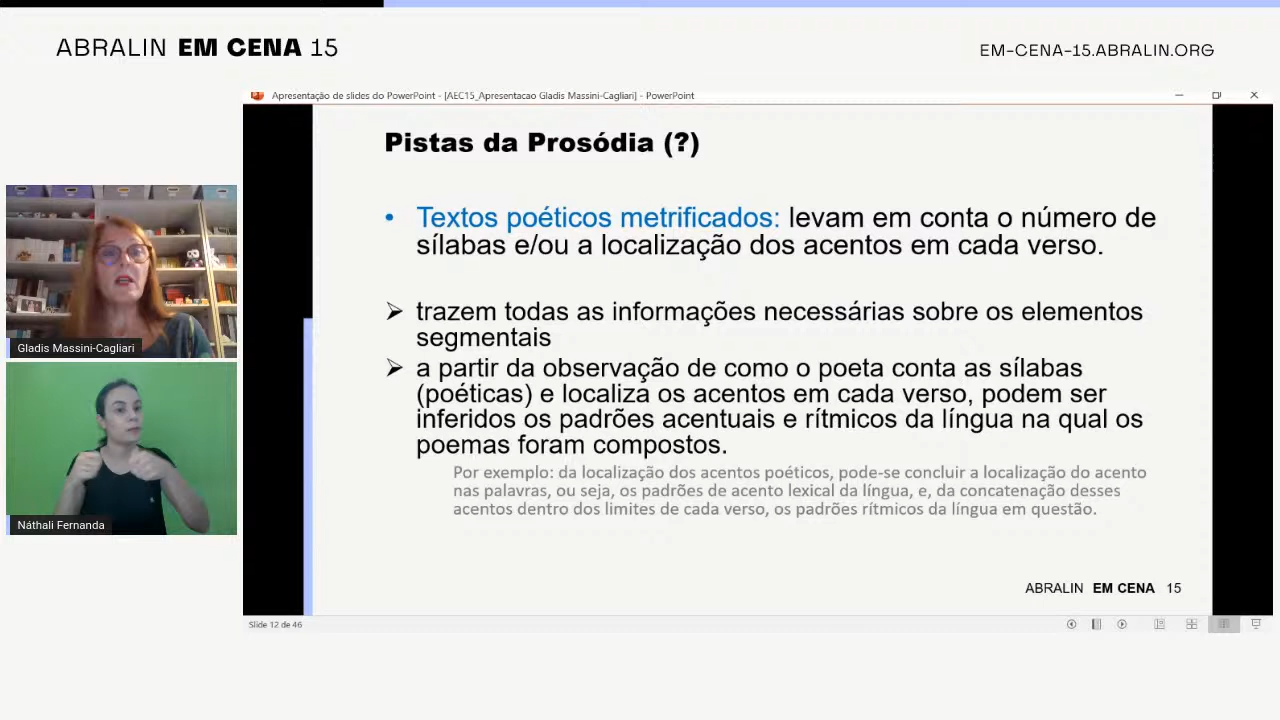 ABRALIN EM CENA 15
EM-CENA-15.ABRALIN.ORG
Apresentação de slides do PowerPoint - [AEC15_Apresentacao Gladis Massini-Cagliari] - PowerPoint
Pistas da Prosódia (?)
• Textos poéticos metrificados: levam em conta o número de
sílabas e/ou a localização dos acentos em cada verso.
➢ trazem todas as informações necessárias sobre os elementos
segmentais
➢ a partir da observação de como o poeta conta as sílabas
(poéticas) e localiza os acentos em cada verso, podem ser
inferidos os padrões acentuais e rítmicos da língua na qual os
poemas foram compostos.
Por exemplo: da localização dos acentos poéticos, pode-se concluir a localização do acento
nas palavras, ou seja, os padrões de acento lexical da língua, e, da concatenação desses
acentos dentro dos limites de cada verso, os padrões rítmicos da língua em questão.
ABRALIN EM CENA 15
Slide 12 de 46
Gladis Massini-Cagliari
Náthali Fernanda